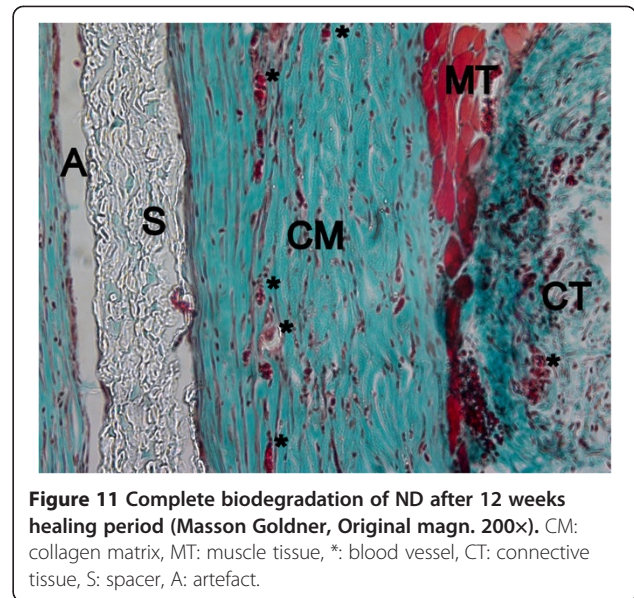 *
*
MT
A
S
CM
CT
*
*
*
*
Figure 11 Complete biodegradation of ND after 12 weeks
healing period (Masson Goldner, Original magn. 200×). CM:
collagen matrix, MT: muscle tissue, *: blood vessel, CT: connective
tissue, S: spacer, A: artefact.